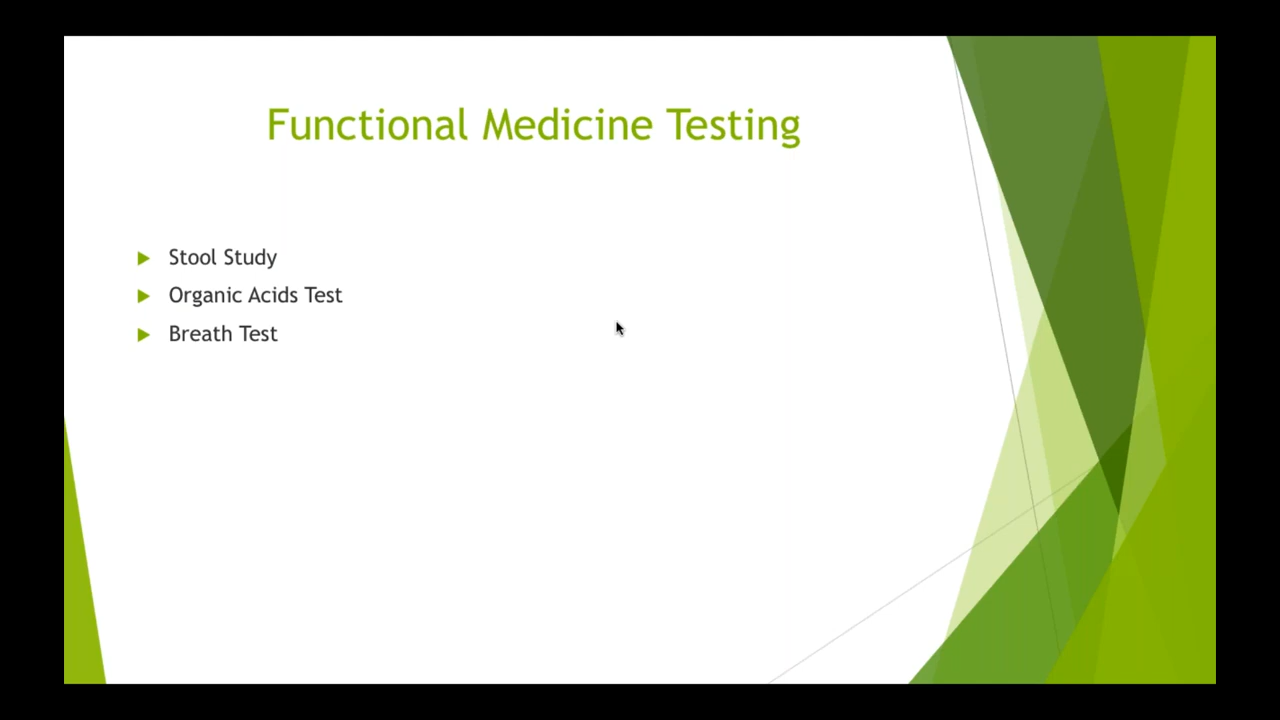 Functional Medicine Testing
Stool Study
Organic Acids Test
Breath Test